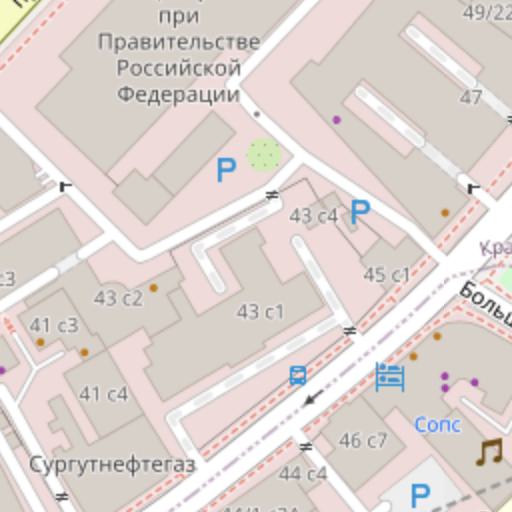 при
Правительстве
Российской
Федерации
49/22
47
P
P
43 с4
45 с1
с3
43 с2
41 с3
43 с1
41 с4
Сургутнефтегаз
Сопс
46 с7
44 с4
P